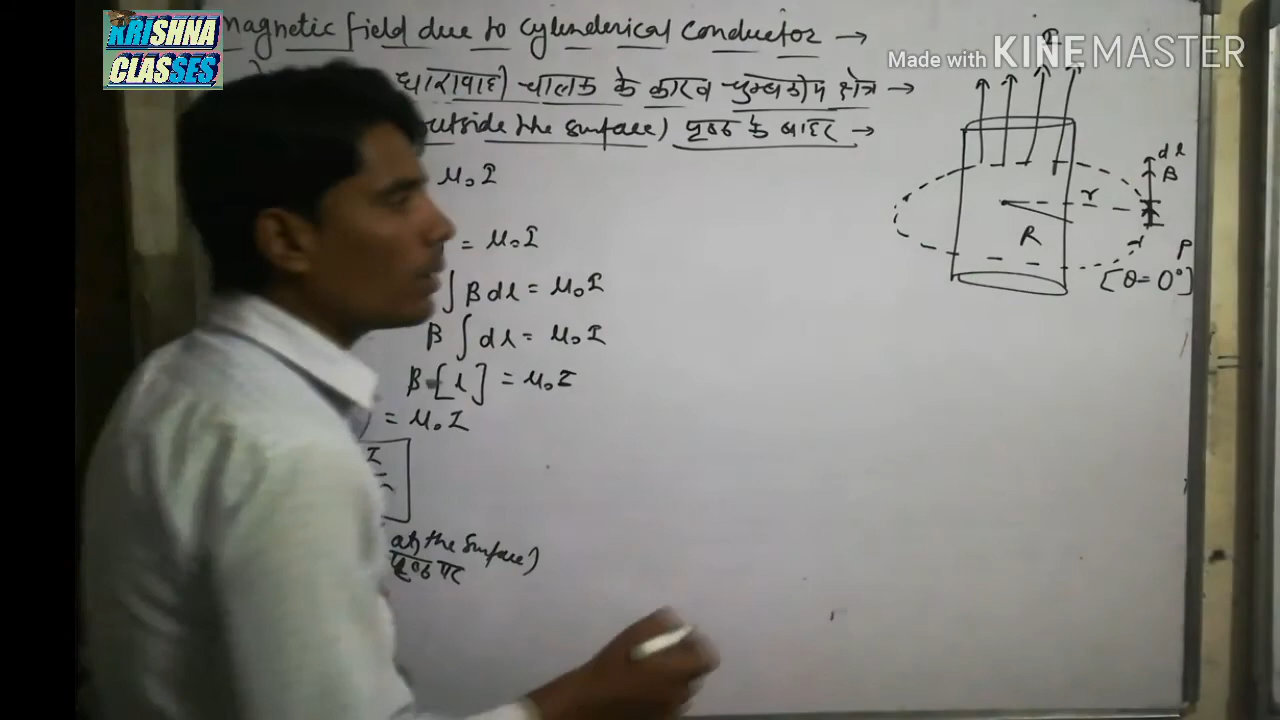 KRISHNA
CLASSES
Made with KINEMASTER
Magnetic field due to cylenderical conductor →
धारावाही चालक के कारण चुम्बकीय क्षेत्र →
outside the surface) पृष्ठ के बाहर →
μ₀I
= μ₀I
∫ B dl = μ₀I
B ∫ dl = μ₀I
B [l] = μ₀I
= μ₀I
I
at the surface)
पृष्ठ पर
I
dl
B
r
R
P
[θ = 0°]